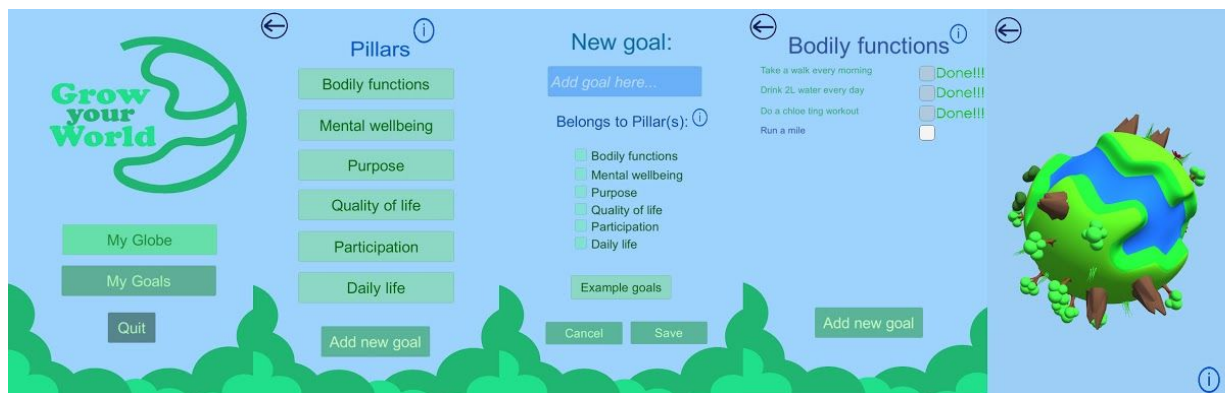 Grow
your
World
My Globe
My Goals
Quit
i
Pillars
Bodily functions
Mental wellbeing
Purpose
Quality of life
Participation
Daily life
Add new goal
New goal:
Add goal here...
Belongs to Pillar(s): i
Bodily functions
Mental wellbeing
Purpose
Quality of life
Participation
Daily life
Example goals
Cancel Save
Bodily functions i
Take a walk every morning Done!!!
Drink 2L water every day Done!!!
Do a chloe ting workout Done!!!
Run a mile
Add new goal
i